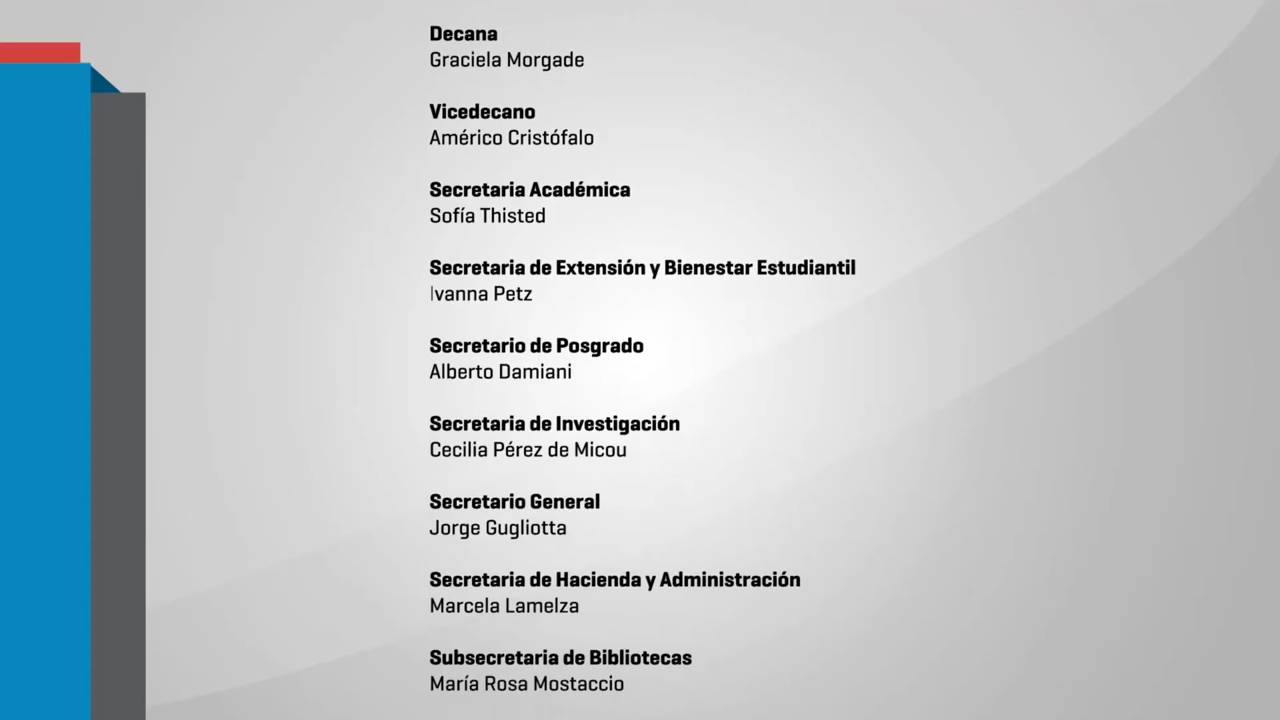 Decana
Graciela Morgade
Vicedecano
Américo Cristófalo
Secretaria Académica
Sofía Thisted
Secretaria de Extensión y Bienestar Estudiantil
Ivanna Petz
Secretario de Posgrado
Alberto Damiani
Secretaria de Investigación
Cecilia Pérez de Micou
Secretario General
Jorge Gugliotta
Secretaria de Hacienda y Administración
Marcela Lamelza
Subsecretaria de Bibliotecas
María Rosa Mostaccio